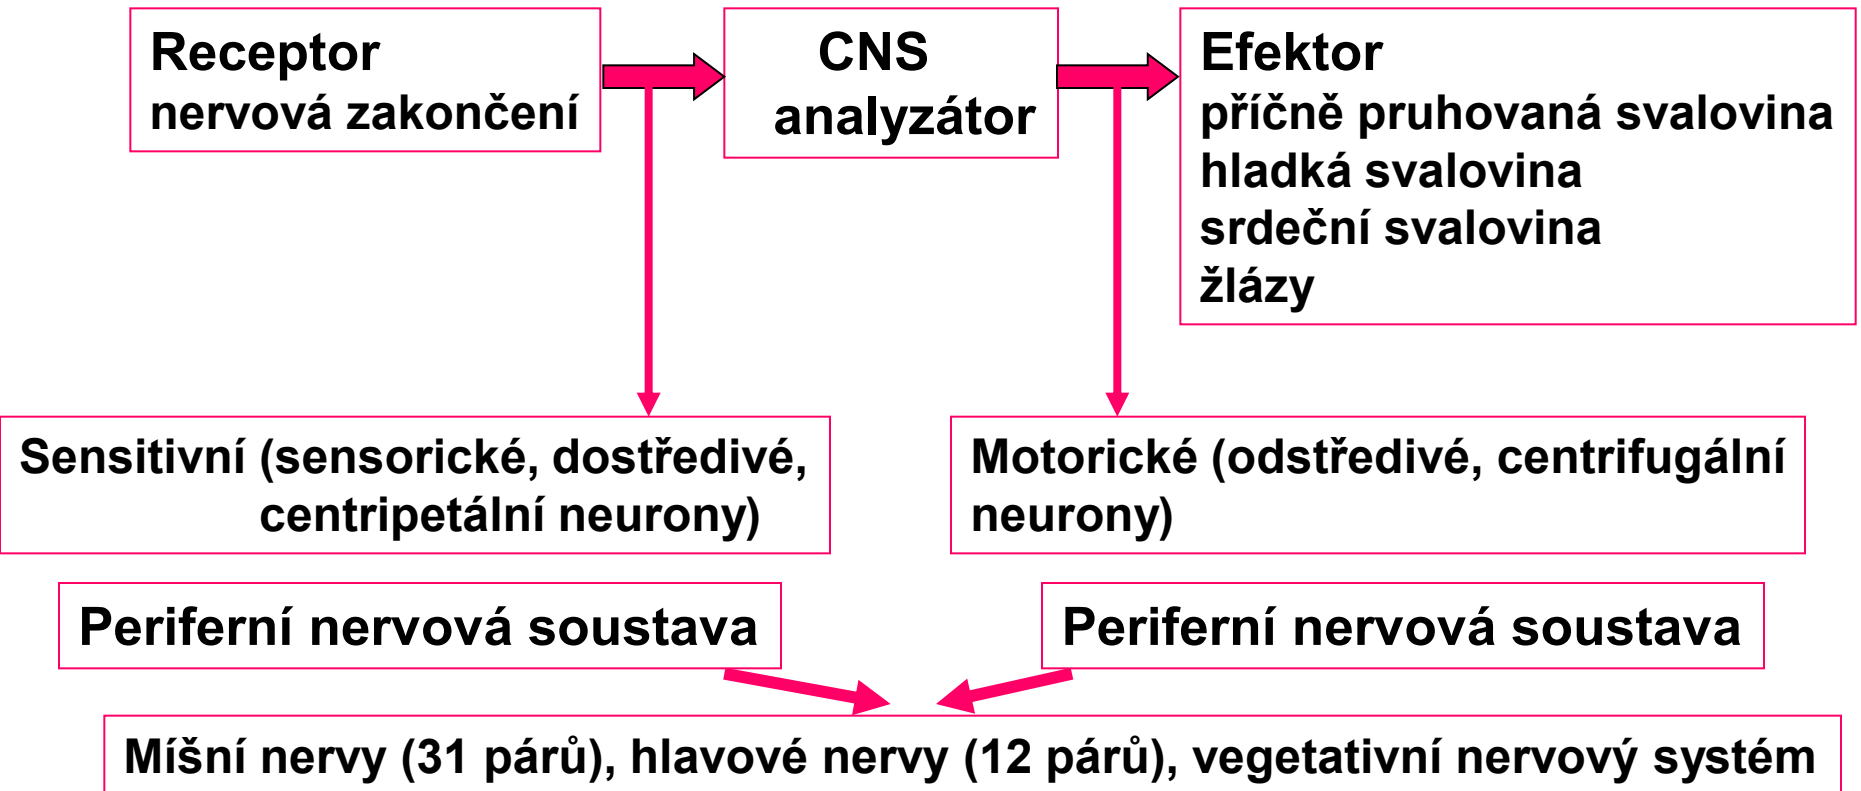 Receptor
nervová zakončení
CNS
analyzátor
Efektor
příčně pruhovaná svalovina
hladká svalovina
srdeční svalovina
žlázy
Sensitivní (sensorické, dostředivé,
centripetální neurony)
Motorické (odstředivé, centrifugální
neurony)
Periferní nervová soustava
Periferní nervová soustava
Míšní nervy (31 párů), hlavové nervy (12 párů), vegetativní nervový systém